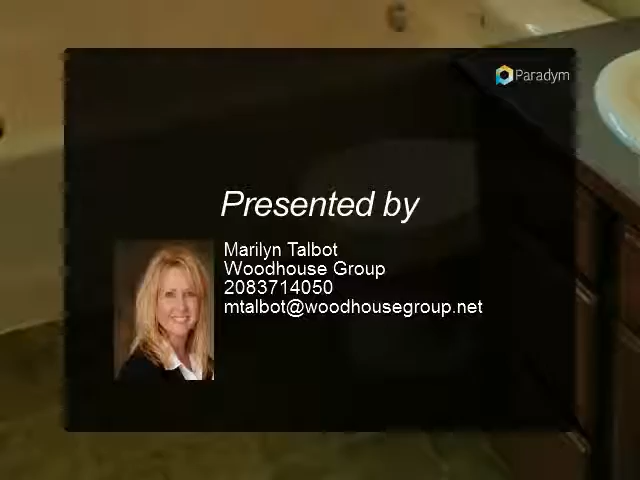 Paradym
Presented by
Marilyn Talbot
Woodhouse Group
2083714050
mtalbot@woodhousegroup.net